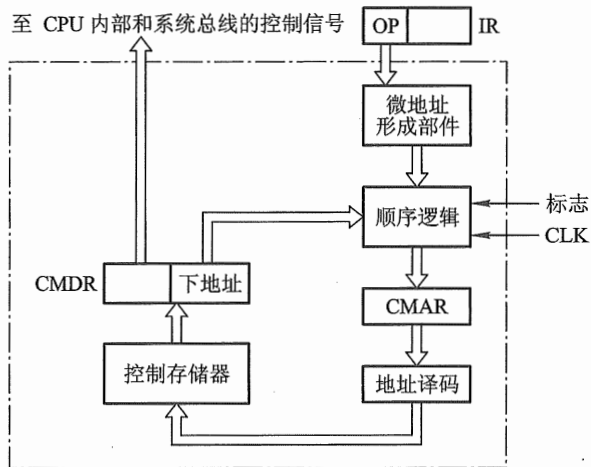 至 CPU 内部和系统总线的控制信号
OP
IR
微地址
形成部件
顺序逻辑
标志
CLK
CMDR
下地址
CMAR
控制存储器
地址译码